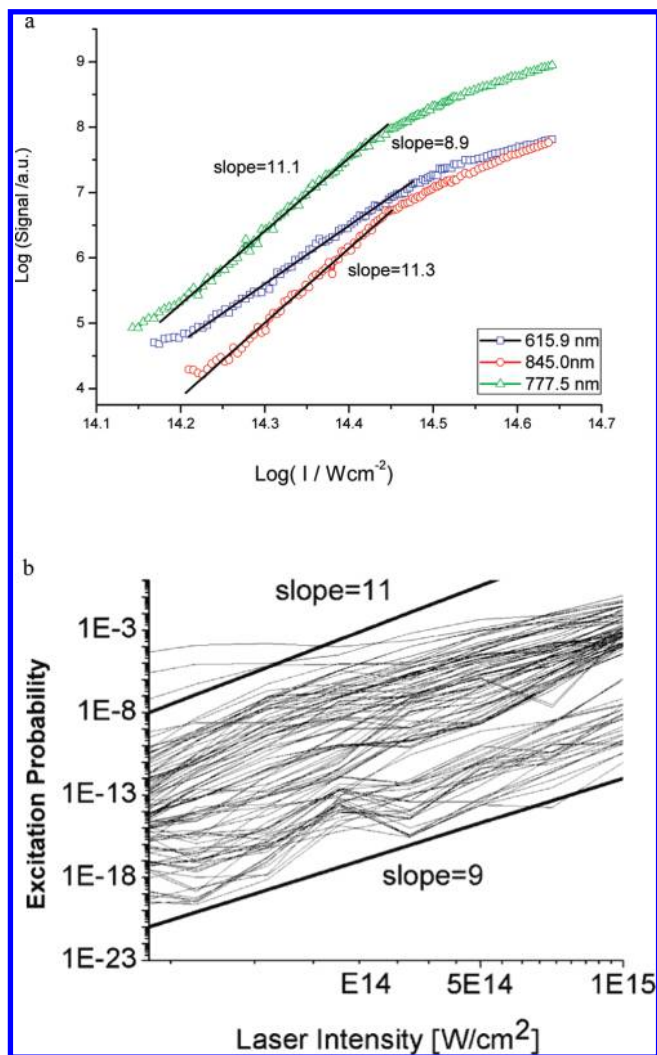 a
9
8
7
6
5
4
Log (Signal /a.u.)
slope=11.1
slope=8.9
slope=11.3
615.9 nm
845.0nm
777.5 nm
14.1 14.2 14.3 14.4 14.5 14.6 14.7
Log( I / Wcm-2)
b
slope=11
1E-3
1E-8
1E-13
1E-18
1E-23
Excitation Probability
slope=9
E14 5E14 1E15
Laser Intensity [W/cm2]